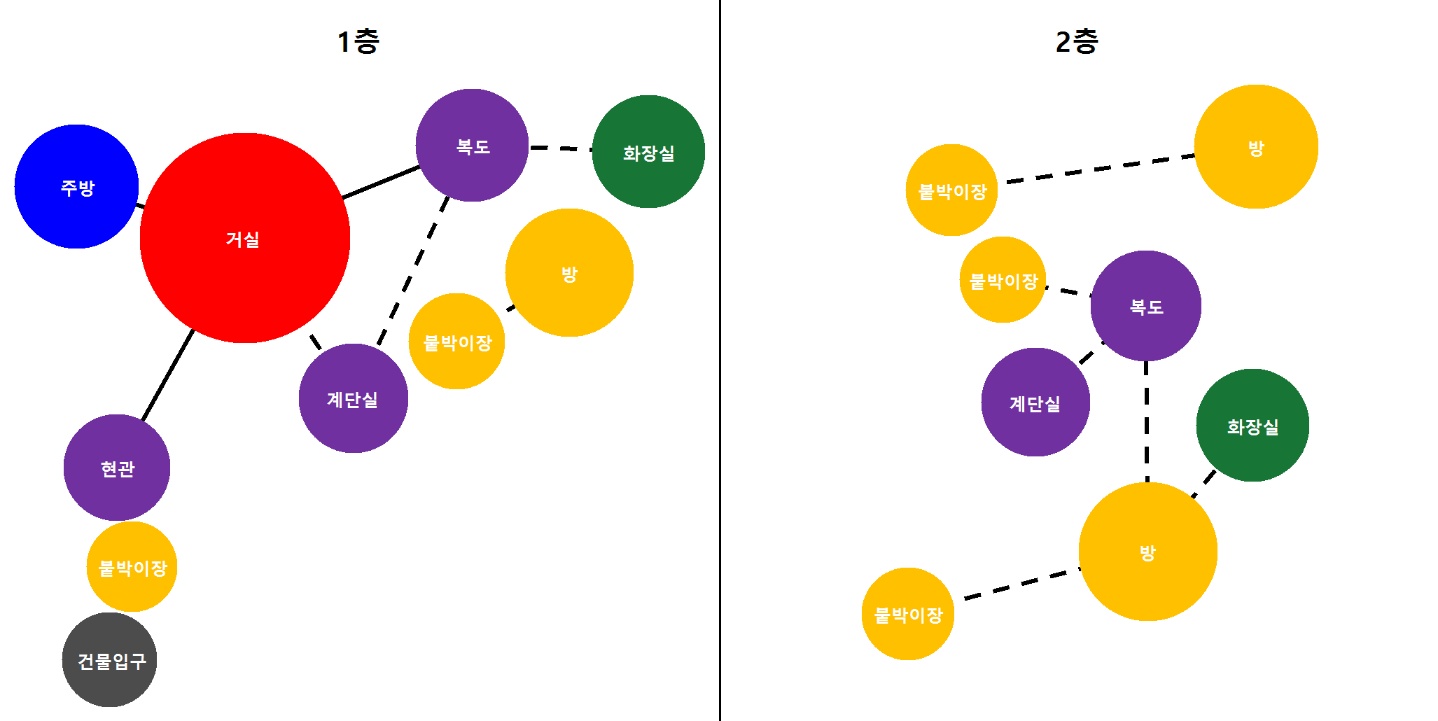 1층
주방
거실
복도
화장실
방
붙박이장
계단실
현관
붙박이장
건물입구
2층
방
붙박이장
붙박이장
복도
계단실
화장실
방
붙박이장